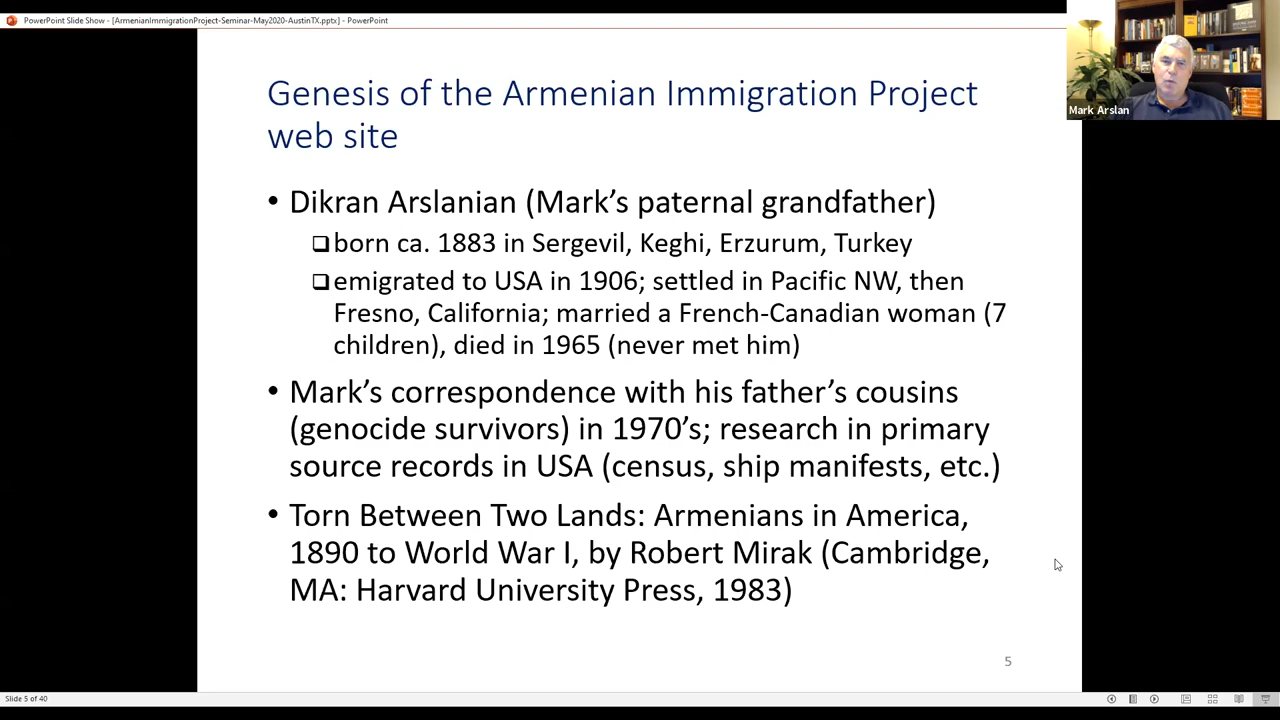 PowerPoint Slide Show - [ArmenianImmigrationProject-Seminar-May2020-AustinTX.pptx] - PowerPoint
Mark Arslan
Genesis of the Armenian Immigration Project
web site
• Dikran Arslanian (Mark’s paternal grandfather)
❑ born ca. 1883 in Sergevil, Keghi, Erzurum, Turkey
❑ emigrated to USA in 1906; settled in Pacific NW, then
Fresno, California; married a French-Canadian woman (7
children), died in 1965 (never met him)
• Mark’s correspondence with his father’s cousins
(genocide survivors) in 1970’s; research in primary
source records in USA (census, ship manifests, etc.)
• Torn Between Two Lands: Armenians in America,
1890 to World War I, by Robert Mirak (Cambridge,
MA: Harvard University Press, 1983)
5
Slide 5 of 40